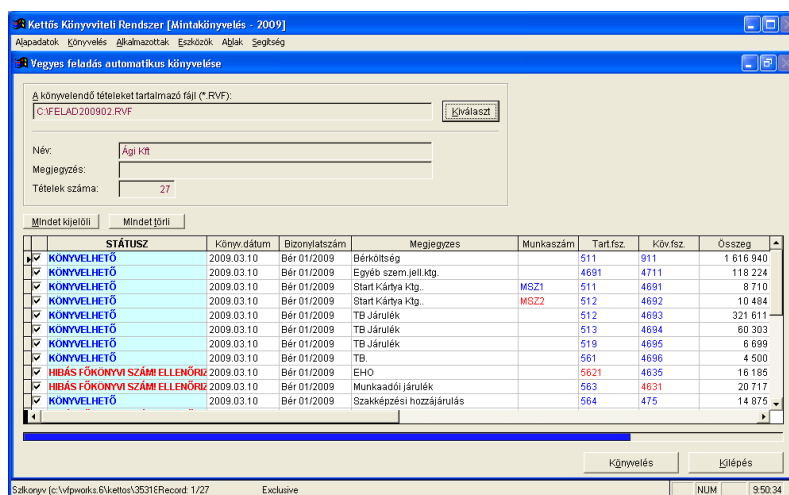 Kettős Könyvviteli Rendszer [Mintakönyvelés - 2009]
Alapadatok Könyvelés Alkalmazottak Eszközök Ablak Segítség
Vegyes feladás automatikus könyvelése
A könyvelendő tételeket tartalmazó fájl (*.RVF):
C:\FELAD200902.RVF Kiválaszt
Név: Ági Kft
Megjegyzés:
Tételek száma: 27
MIndet kijelöli MIndet törli
STÁTUSZ Könyv.dátum Bizonylatszám Megjegyzes Munkaszám Tart.fsz. Köv.fsz. Összeg
KÖNYVELHETŐ 2009.03.10 Bér 01/2009 Bérköltség 511 911 1 616 940
KÖNYVELHETŐ 2009.03.10 Bér 01/2009 Egyéb szem.jell.ktg. 4691 4711 118 224
KÖNYVELHETŐ 2009.03.10 Bér 01/2009 Start Kártya Ktg.. MSZ1 511 4691 8 710
KÖNYVELHETŐ 2009.03.10 Bér 01/2009 Start Kártya Ktg.. MSZ2 512 4692 10 484
KÖNYVELHETŐ 2009.03.10 Bér 01/2009 TB Járulék 512 4693 321 611
KÖNYVELHETŐ 2009.03.10 Bér 01/2009 TB Járulék 513 4694 60 303
KÖNYVELHETŐ 2009.03.10 Bér 01/2009 TB Járulék 519 4695 6 699
KÖNYVELHETŐ 2009.03.10 Bér 01/2009 TB. 561 4696 4 500
HIBÁS FŐKÖNYVI SZÁM! ELLENŐRIZ 2009.03.10 Bér 01/2009 EHO 5621 4635 16 185
HIBÁS FŐKÖNYVI SZÁM! ELLENŐRIZ 2009.03.10 Bér 01/2009 Munkaadói járulék 563 4631 20 717
KÖNYVELHETŐ 2009.03.10 Bér 01/2009 Szakképzési hozzájárulás 564 475 14 875
Könyvelés Kilépés
Szlkonyv (c:\vfpworks.6\kettos\35318 Record: 1/27 Exclusive NUM 9:50:34